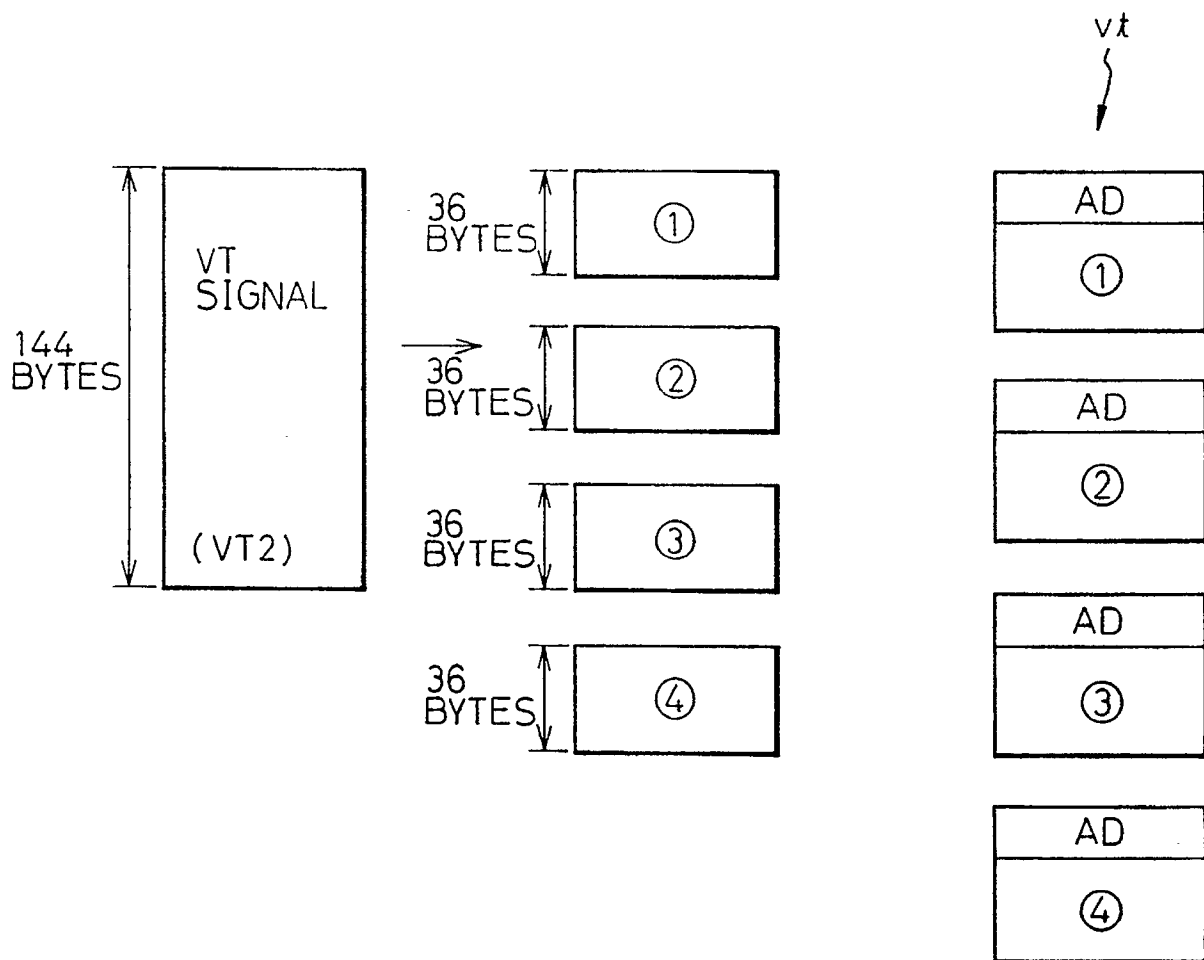 vt
144
BYTES
VT
SIGNAL
(VT2)
36
BYTES
①
36
BYTES
②
36
BYTES
③
36
BYTES
④
AD
①
AD
②
AD
③
AD
④